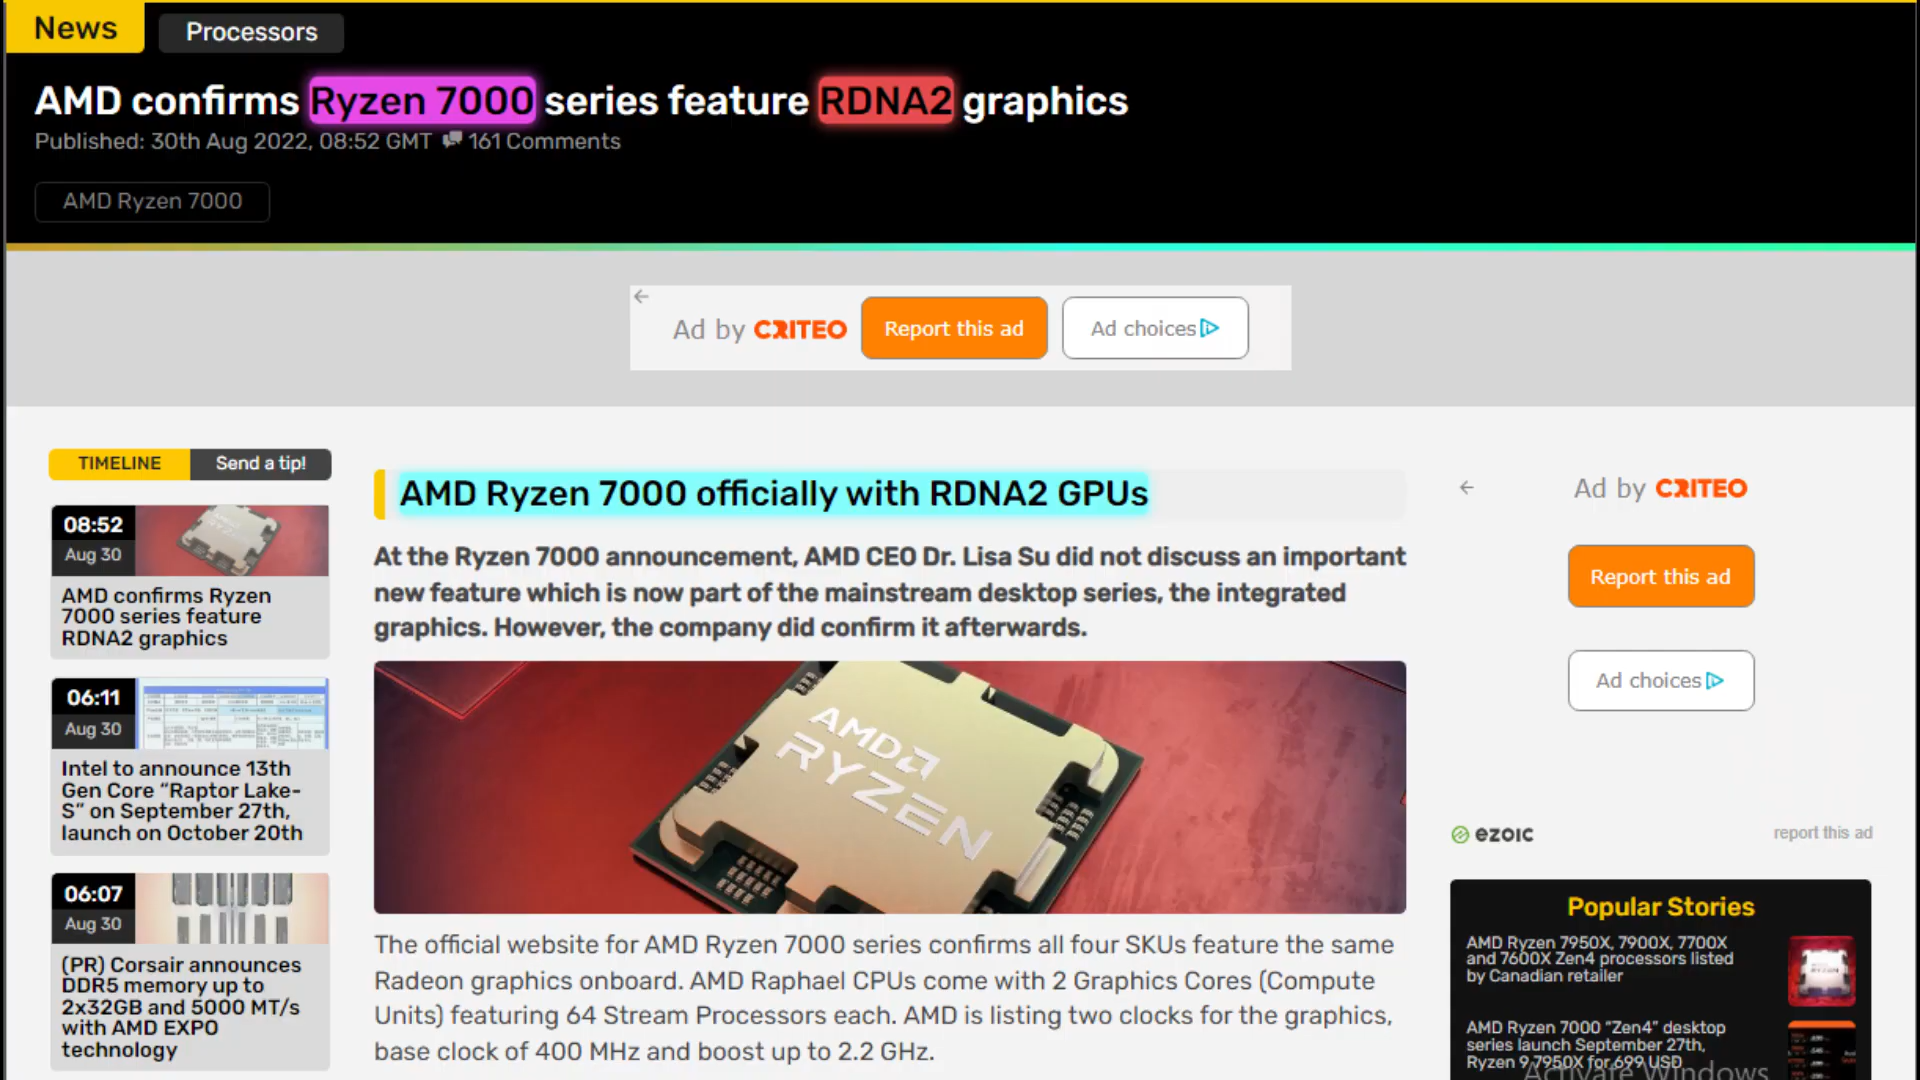 News
Processors
AMD confirms Ryzen 7000 series feature RDNA2 graphics
Published: 30th Aug 2022, 08:52 GMT 161 Comments
AMD Ryzen 7000
Ad by CRITEO
Report this ad
Ad choices
TIMELINE
Send a tip!
08:52
Aug 30
AMD confirms Ryzen
7000 series feature
RDNA2 graphics
06:11
Aug 30
Intel to announce 13th
Gen Core “Raptor Lake-
S” on September 27th,
launch on October 20th
06:07
Aug 30
(PR) Corsair announces
DDR5 memory up to
2x32GB and 5000 MT/s
with AMD EXPO
technology
AMD Ryzen 7000 officially with RDNA2 GPUs
At the Ryzen 7000 announcement, AMD CEO Dr. Lisa Su did not discuss an important
new feature which is now part of the mainstream desktop series, the integrated
graphics. However, the company did confirm it afterwards.
AMD
RYZEN
The official website for AMD Ryzen 7000 series confirms all four SKUs feature the same
Radeon graphics onboard. AMD Raphael CPUs come with 2 Graphics Cores (Compute
Units) featuring 64 Stream Processors each. AMD is listing two clocks for the graphics,
base clock of 400 MHz and boost up to 2.2 GHz.
Ad by CRITEO
Report this ad
Ad choices
ezoic
report this ad
Popular Stories
AMD Ryzen 7950X, 7900X, 7700X
and 7600X Zen4 processors listed
by Canadian retailer
AMD Ryzen 7000 “Zen4” desktop
series launch September 27th,
Ryzen 9 7950X for 699 USD
Activate Windows